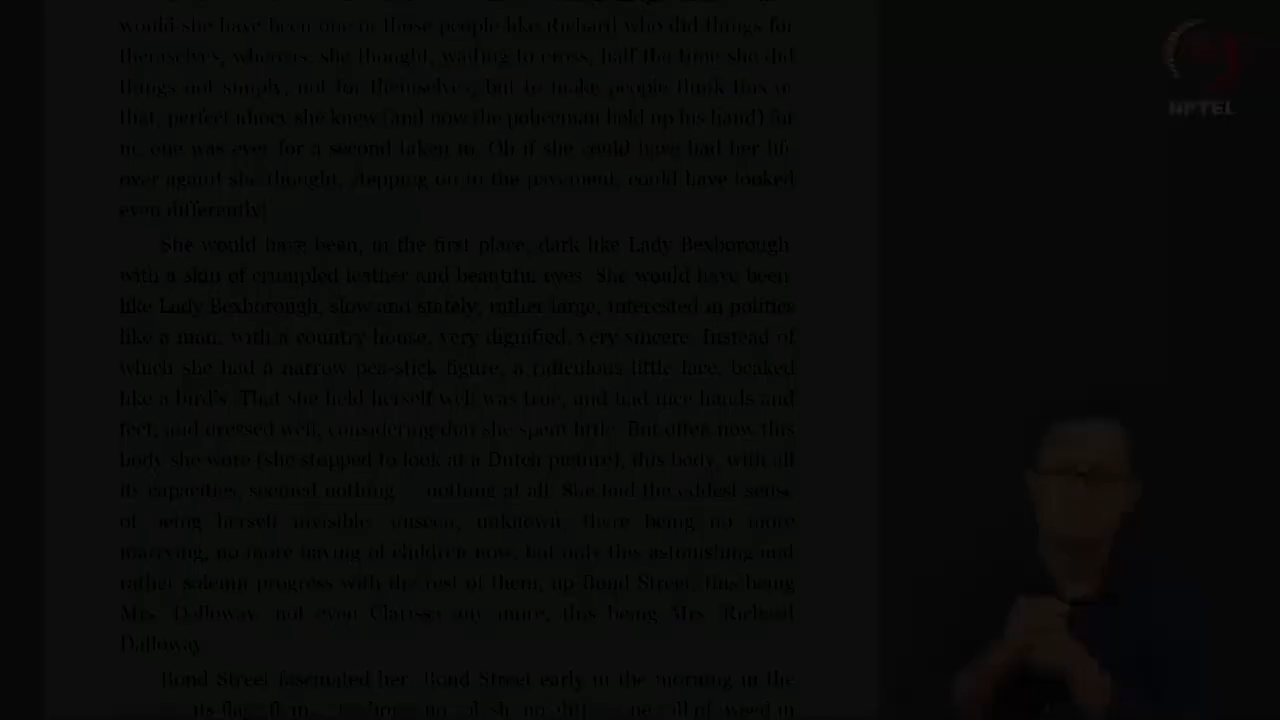 would she have been one of those people like Richard who did things for
themselves, whereas, she thought, waiting to cross, half the time she did
things not simply, not for themselves; but to make people think this or
that; perfect idiocy she knew (and now the policeman held up his hand) for
no one was ever for a second taken in. Oh if she could have had her life
over again! she thought, stepping on to the pavement, could have looked
even differently!
She would have been, in the first place, dark like Lady Bexborough,
with a skin of crumpled leather and beautiful eyes. She would have been,
like Lady Bexborough, slow and stately; rather large; interested in politics
like a man; with a country house; very dignified, very sincere. Instead of
which she had a narrow pea-stick figure; a ridiculous little face, beaked
like a bird's. That she held herself well was true; and had nice hands and
feet; and dressed well, considering that she spent little. But often now this
body she wore (she stopped to look at a Dutch picture), this body, with all
its capacities, seemed nothing — nothing at all. She had the oddest sense
of being herself invisible; unseen; unknown; there being no more
marrying, no more having of children now, but only this astonishing and
rather solemn progress with the rest of them, up Bond Street, this being
Mrs. Dalloway; not even Clarissa any more; this being Mrs. Richard
Dalloway.
Bond Street fascinated her; Bond Street early in the morning in the
NPTEL